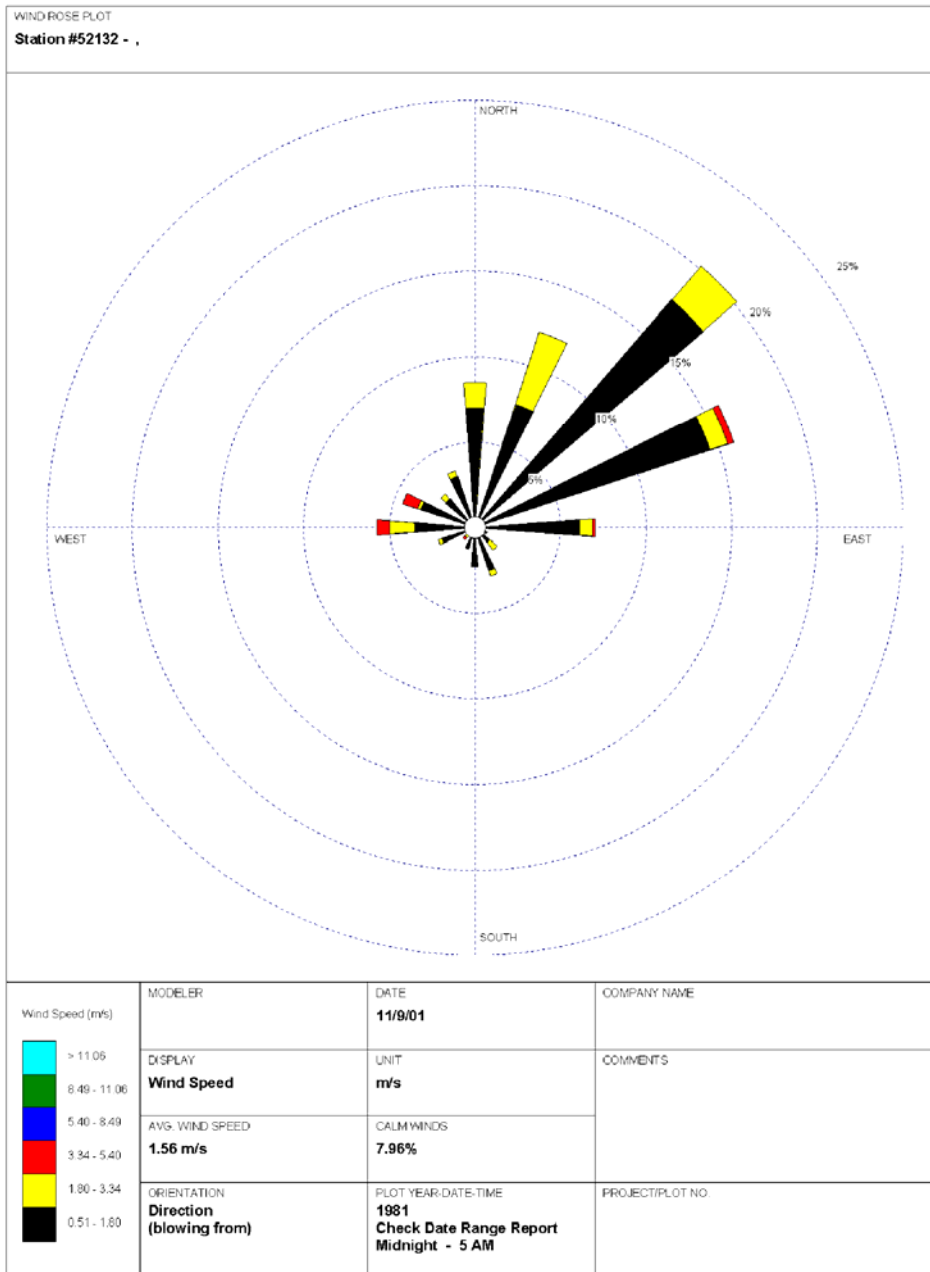 WIND ROSE PLOT
Station #52132 - ,
NORTH
25%
20%
15%
10%
5%
WEST
EAST
SOUTH
Wind Speed (m/s)
> 11.06
8.49 - 11.06
5.40 - 8.49
3.34 - 5.40
1.80 - 3.34
0.51 - 1.80
MODELER
DATE
11/9/01
COMPANY NAME
DISPLAY
Wind Speed
UNIT
m/s
COMMENTS
AVG. WIND SPEED
1.56 m/s
CALM WINDS
7.96%
ORIENTATION
Direction
(blowing from)
PLOT YEAR-DATE-TIME
1981
Check Date Range Report
Midnight - 5 AM
PROJECT/PLOT NO.